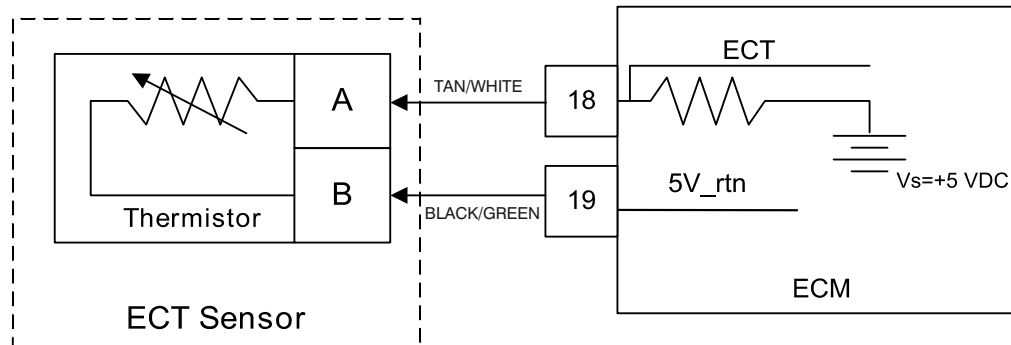 ECT
A
TAN/WHITE
18
Vs=+5 VDC
B
BLACK/GREEN
19
5V_rtn
Thermistor
ECM
ECT Sensor